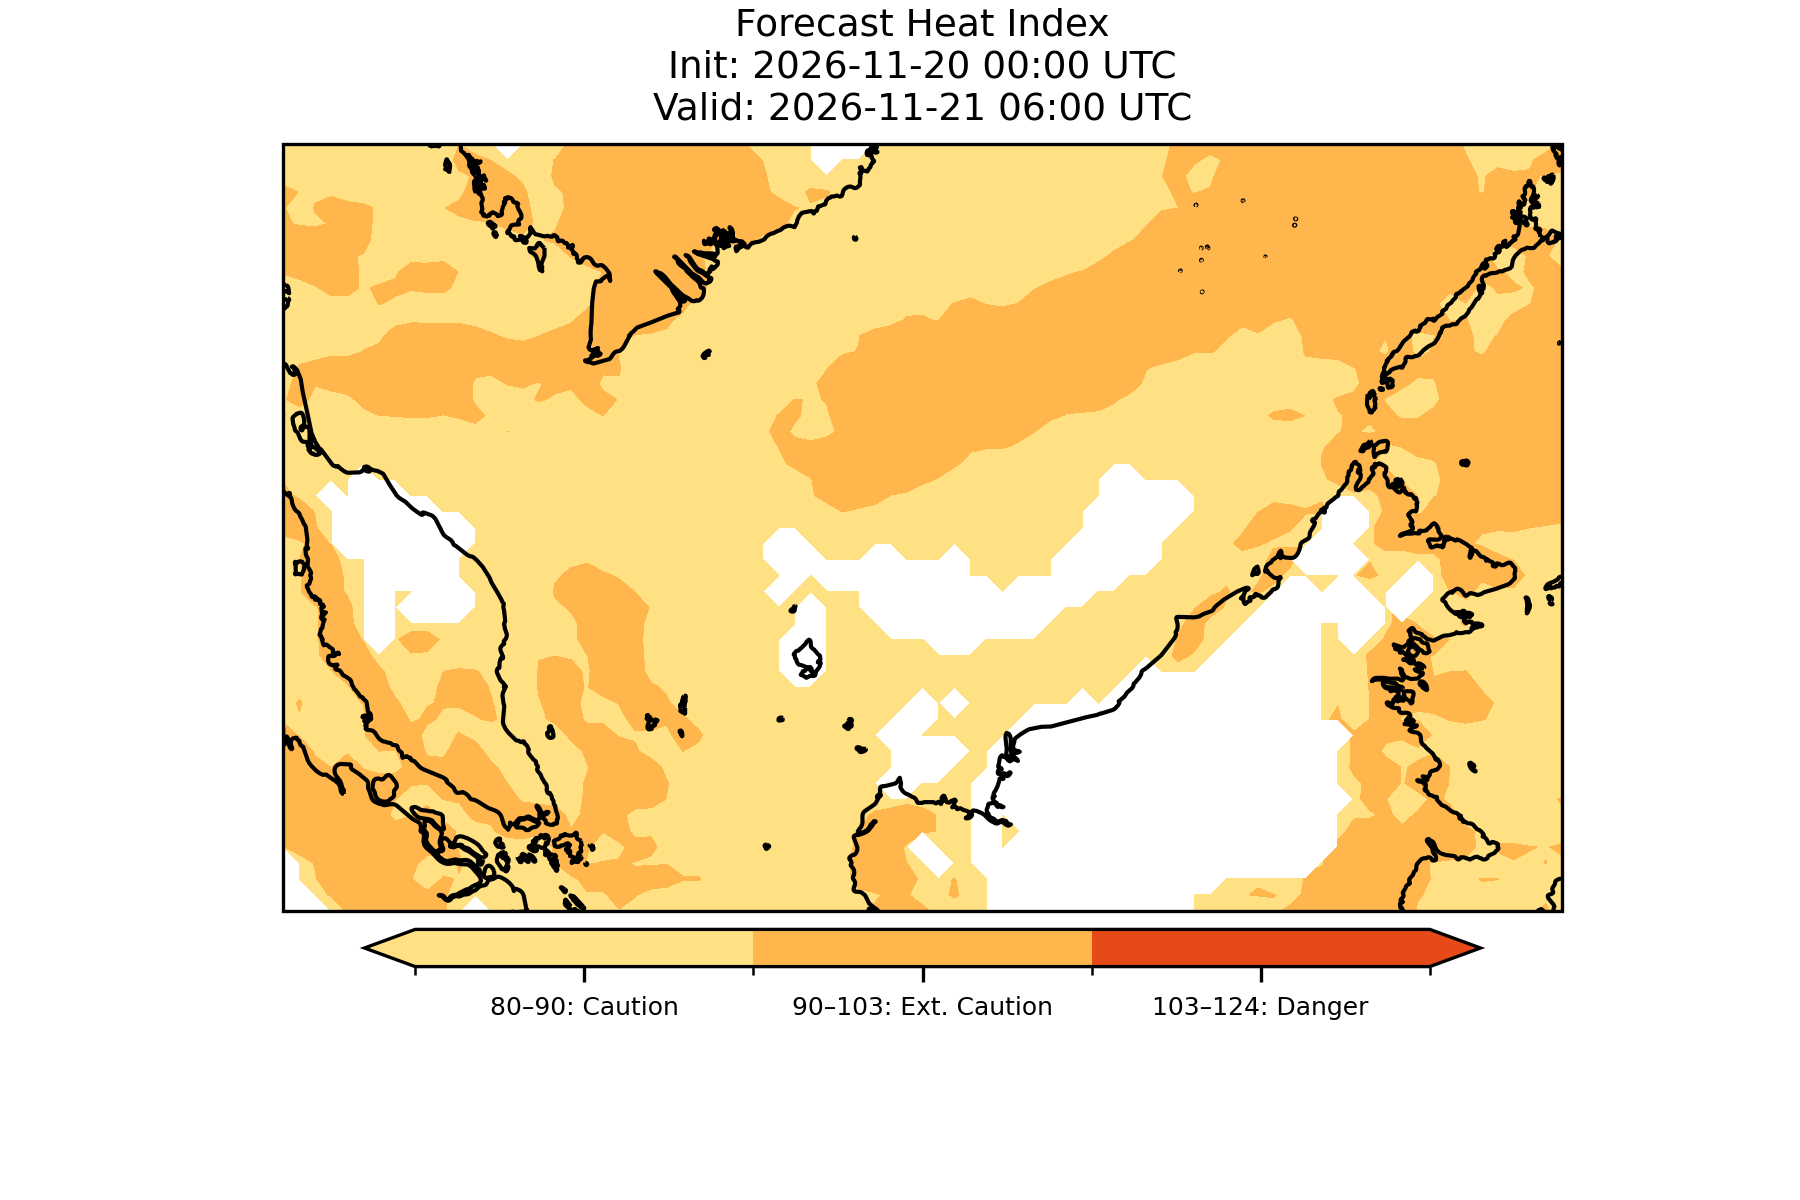 Forecast Heat Index
Init: 2026-11-20 00:00 UTC
Valid: 2026-11-21 06:00 UTC
80–90: Caution
90–103: Ext. Caution
103–124: Danger